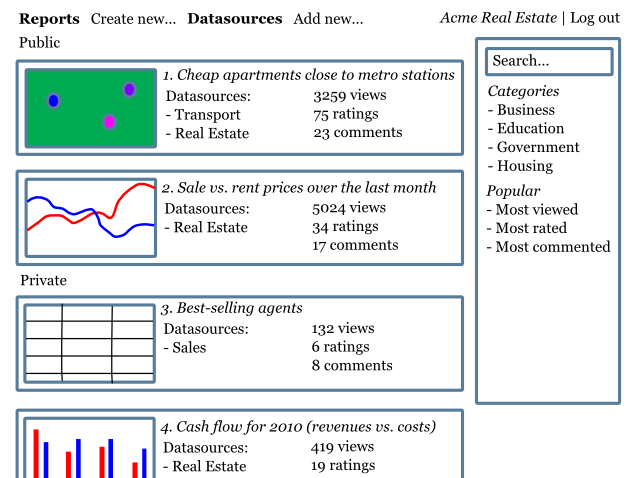 Reports Create new... Datasources Add new... Acme Real Estate | Log out
Public
1. Cheap apartments close to metro stations
Datasources: 3259 views
- Transport 75 ratings
- Real Estate 23 comments
2. Sale vs. rent prices over the last month
Datasources: 5024 views
- Real Estate 34 ratings
17 comments
Private
3. Best-selling agents
Datasources: 132 views
- Sales 6 ratings
8 comments
4. Cash flow for 2010 (revenues vs. costs)
Datasources: 419 views
- Real Estate 19 ratings
Search...
Categories
- Business
- Education
- Government
- Housing
Popular
- Most viewed
- Most rated
- Most commented